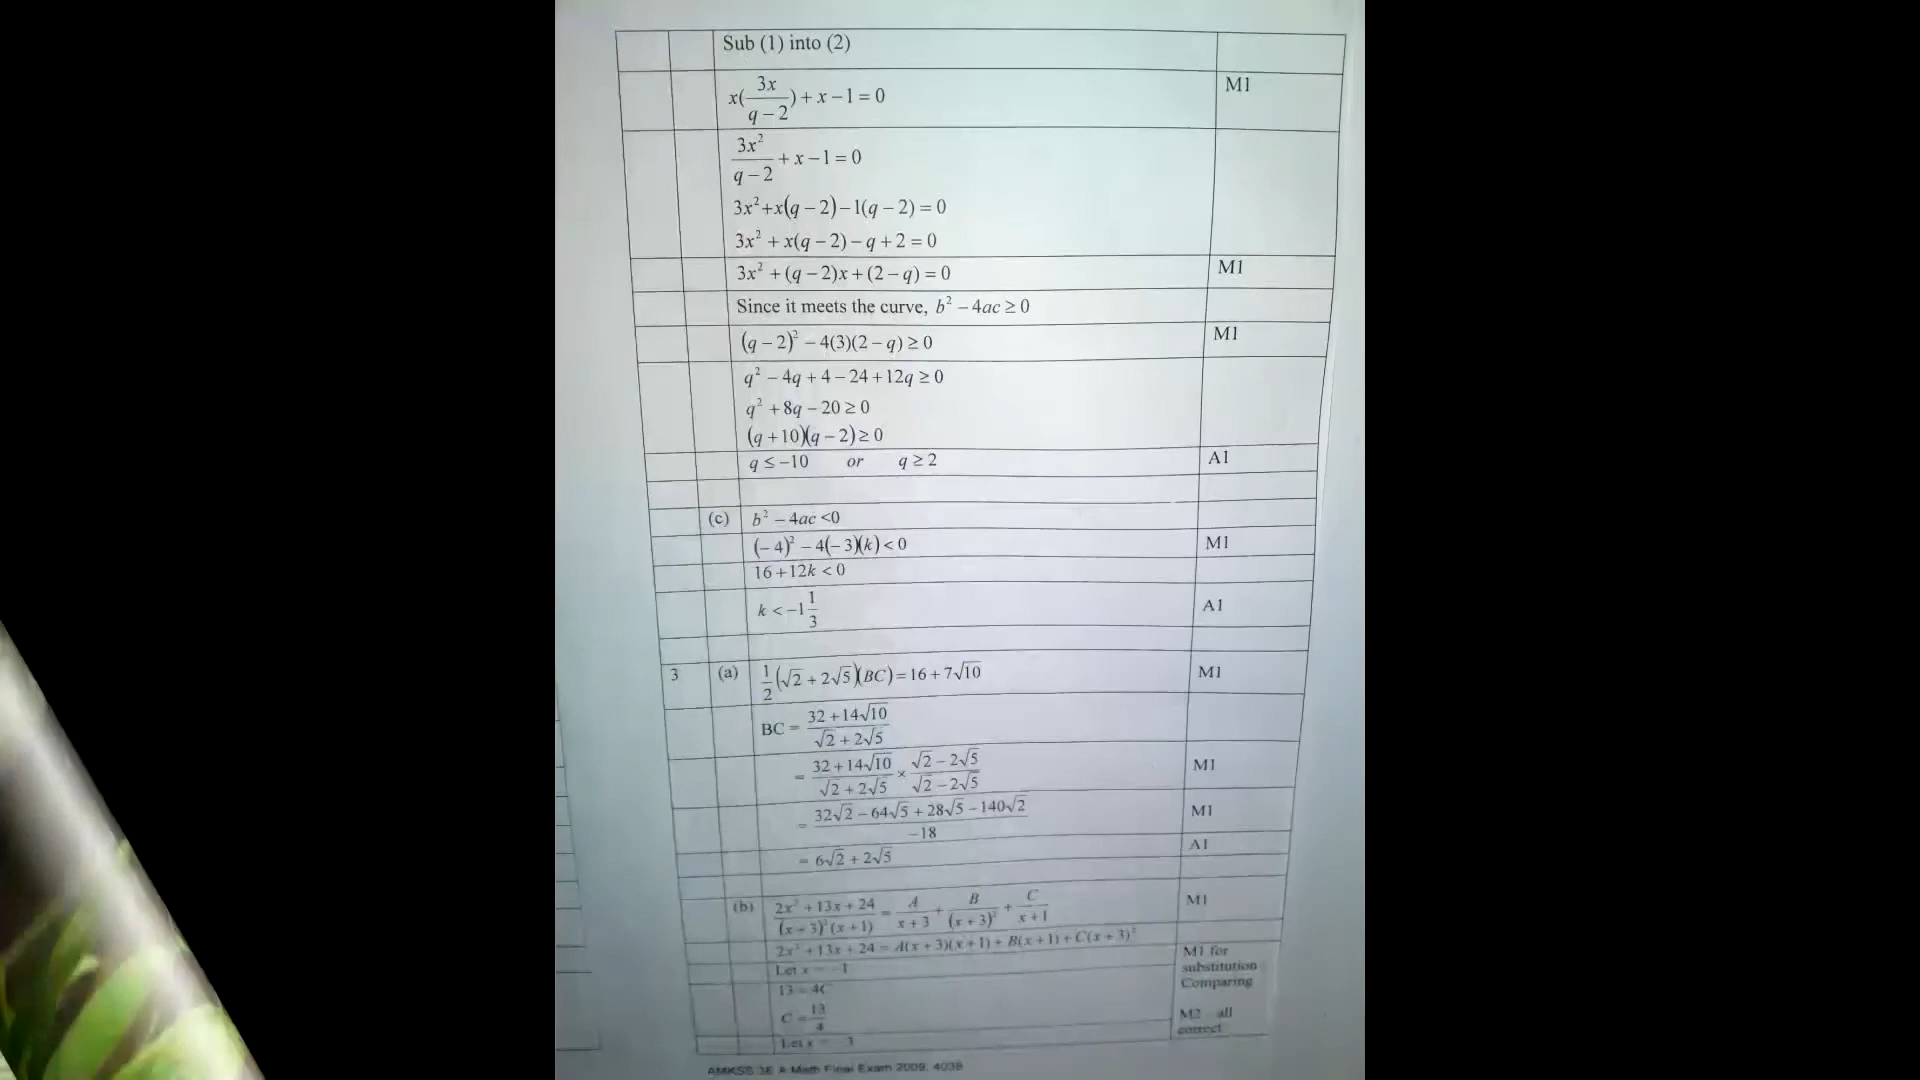 Sub (1) into (2)
x(3x/(q − 2)) + x − 1 = 0 M1
3x²/(q − 2) + x − 1 = 0
3x²+x(q − 2)−1(q − 2) = 0
3x² + x(q − 2) − q + 2 = 0
3x² + (q − 2)x + (2 − q) = 0 M1
Since it meets the curve, b² − 4ac ≥ 0
(q − 2)² − 4(3)(2 − q) ≥ 0 M1
q² − 4q + 4 − 24 + 12q ≥ 0
q² + 8q − 20 ≥ 0
(q + 10)(q − 2) ≥ 0
q ≤ −10 or q ≥ 2 A1
(c) b² − 4ac <0
(− 4)² − 4(− 3)(k) < 0 M1
16 + 12k < 0
k < −1 1/3 A1
3 (a) 1/2(√2 + 2√5)(BC) = 16 + 7√10 M1
BC = (32 + 14√10)/(√2 + 2√5)
= (32 + 14√10)/(√2 + 2√5) × (√2 − 2√5)/(√2 − 2√5) M1
= (32√2 − 64√5 + 28√5 − 140√2)/−18 M1
= 6√2 + 2√5 A1
(b) (2x² + 13x + 24)/((x + 3)²(x + 1)) = A/(x + 3) + B/(x + 3)² + C/(x + 1) M1
2x² + 13x + 24 = A(x + 3)(x + 1) + B(x + 1) + C(x + 3)²
Let x = −1
M1 for
substitution
Comparing
13 = 4C
C = 13/4
M2 all
correct
Let x =
AMKSS 3E A Math Final Exam 2009, 4038